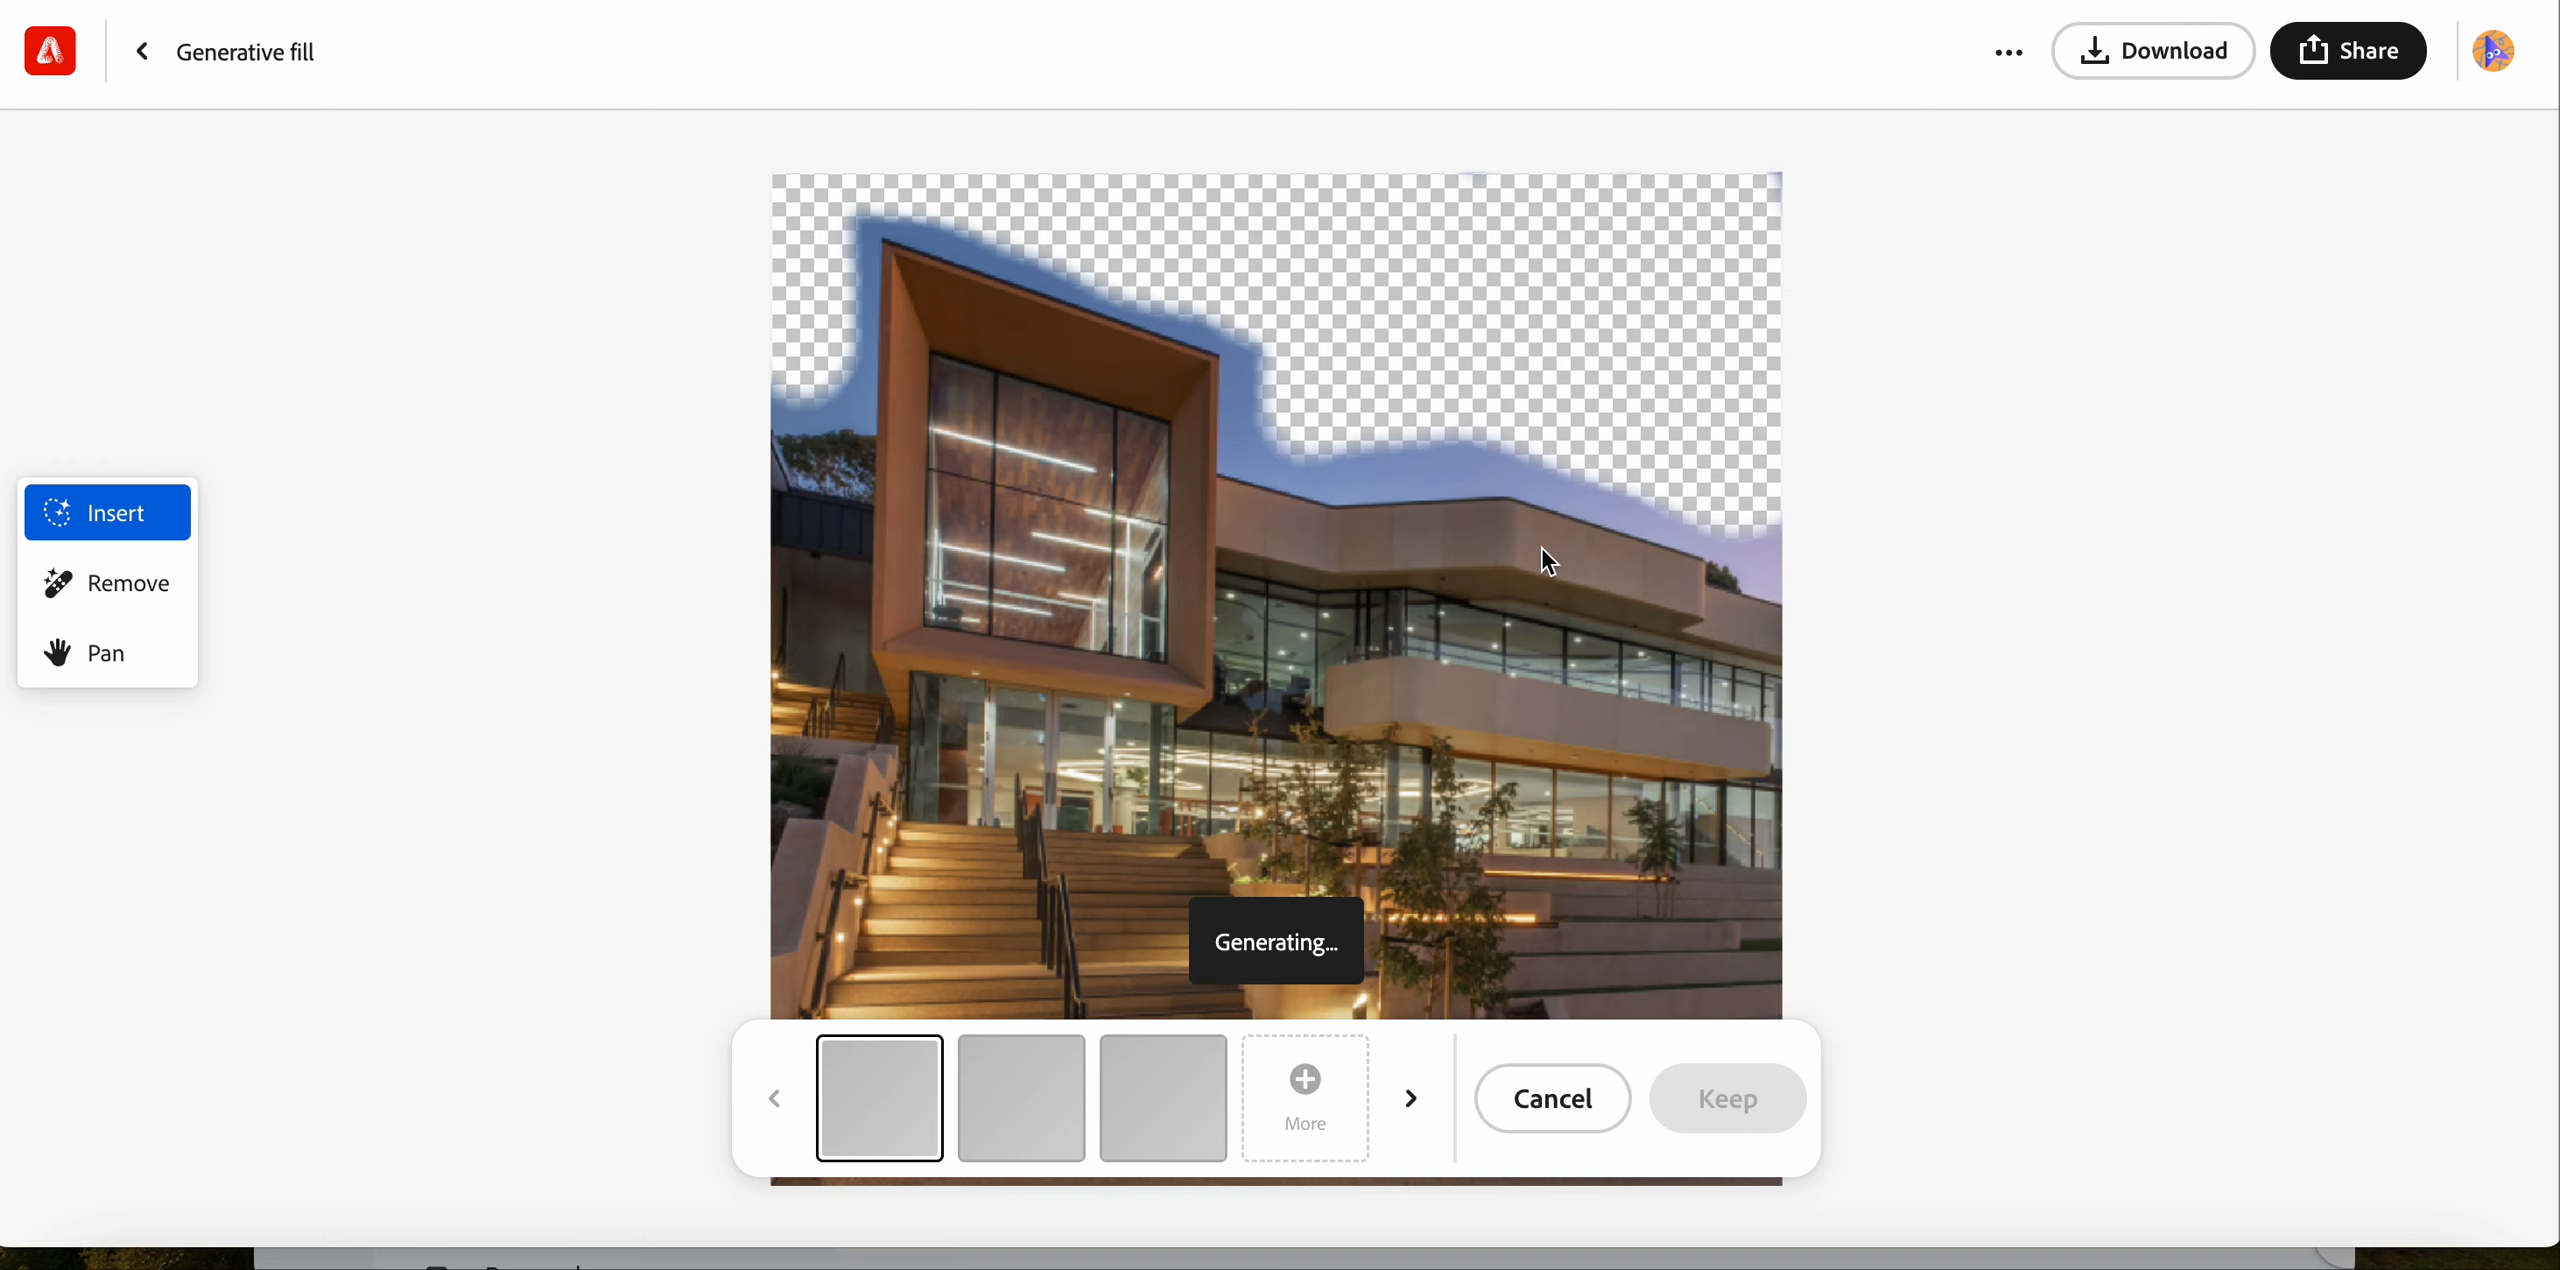 Generative fill
Download
Share
Insert
Remove
Pan
Generating...
More
Cancel
Keep